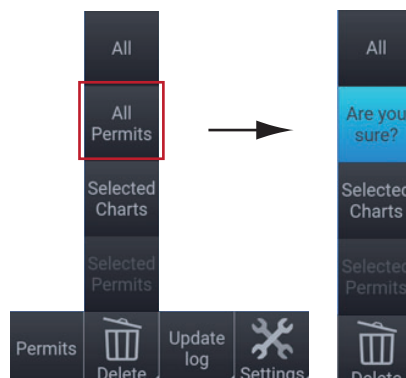 All
All
Permits
Selected
Charts
Selected
Permits
Permits
Delete
Update
log
Settings
All
Are you
sure?
Selected
Charts
Selected
Permits
Delete